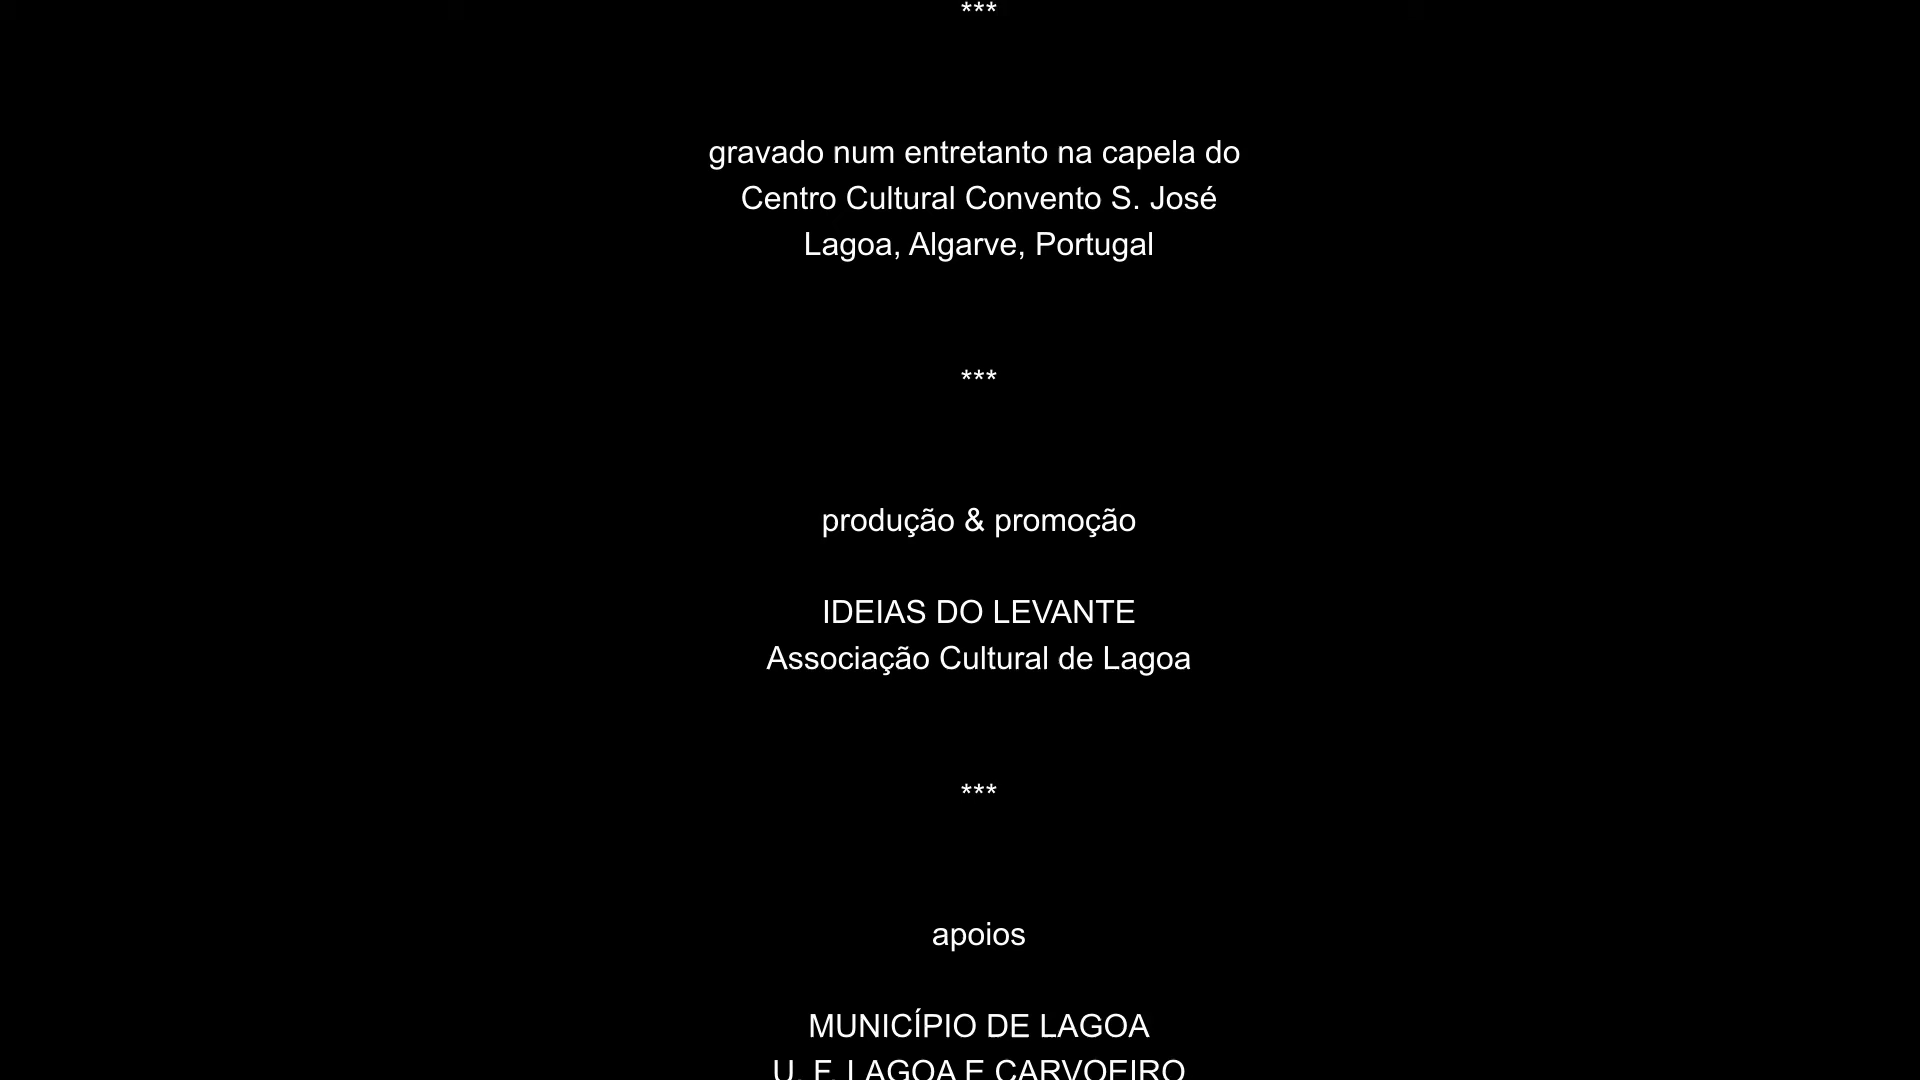 ***
gravado num entretanto na capela do
Centro Cultural Convento S. José
Lagoa, Algarve, Portugal
***
produção & promoção
IDEIAS DO LEVANTE
Associação Cultural de Lagoa
***
apoios
MUNICÍPIO DE LAGOA
U. F. LAGOA E CARVOEIRO